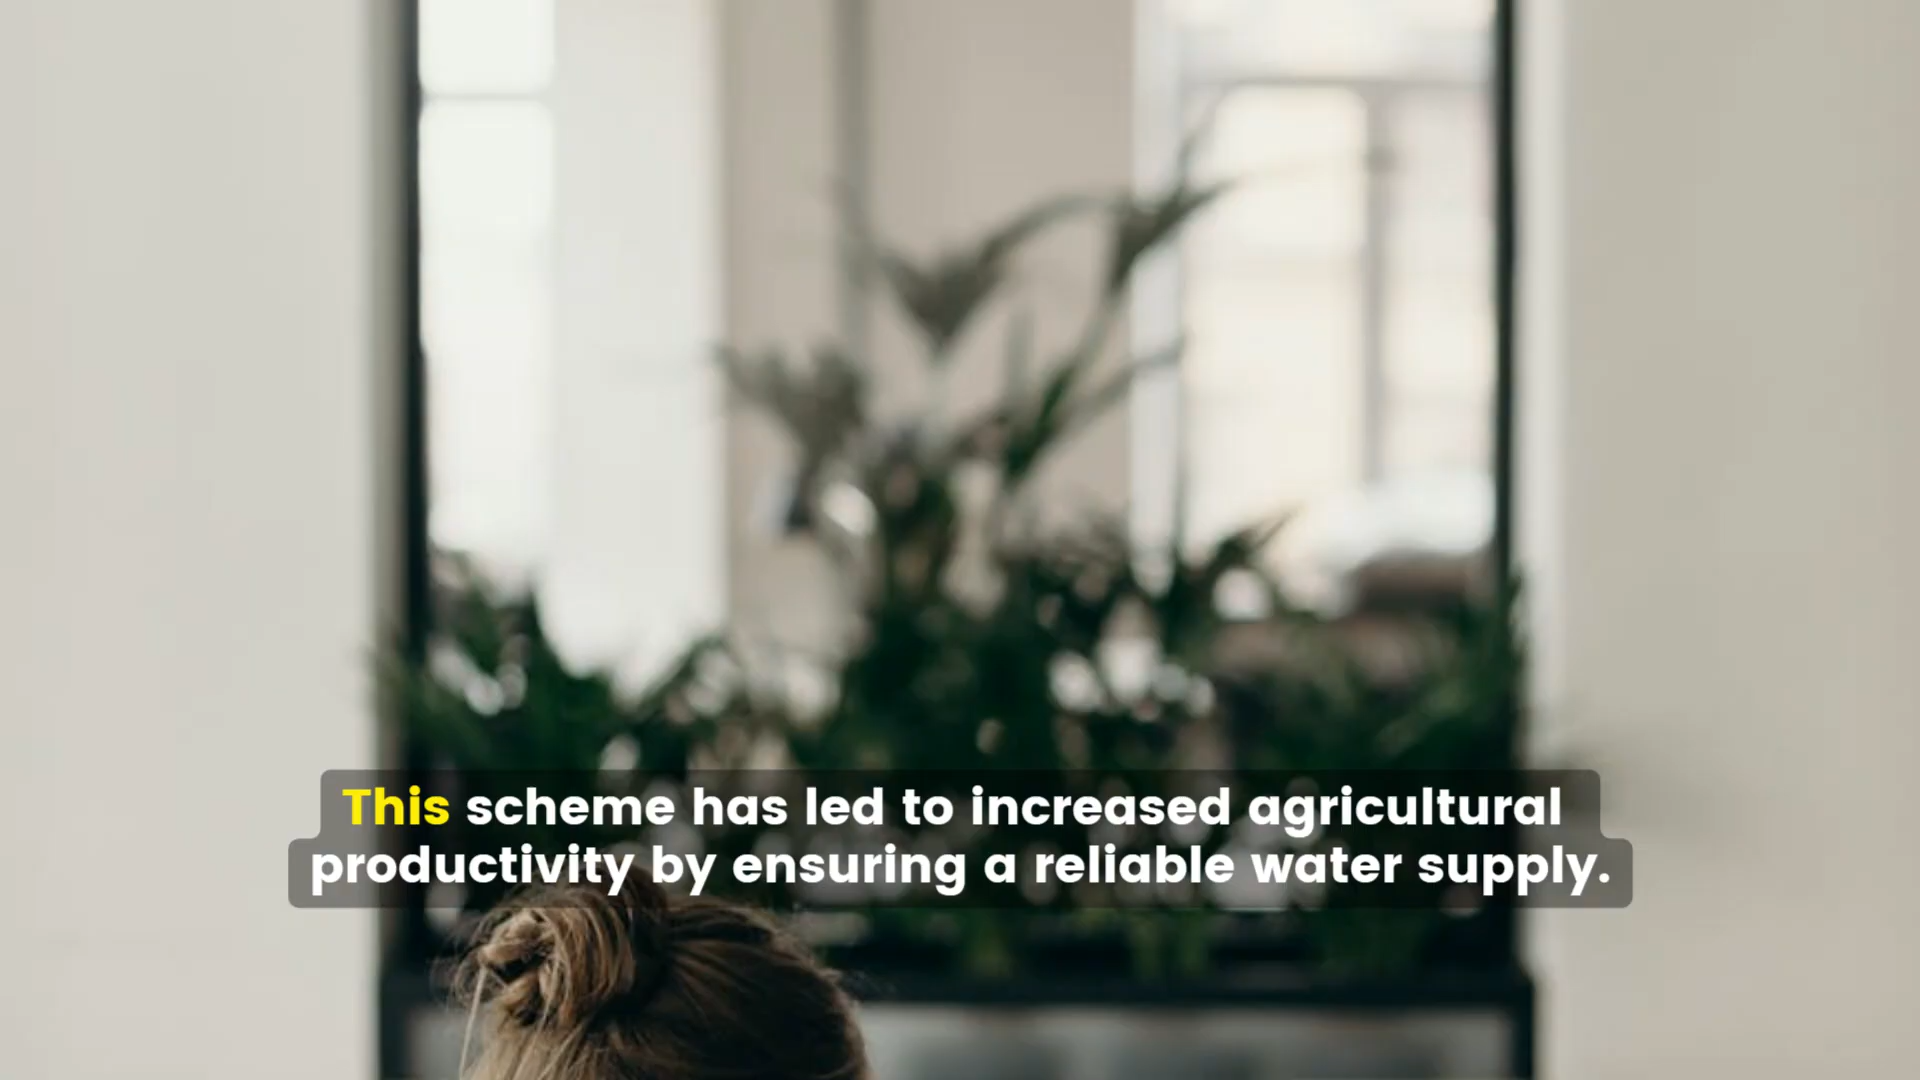 This scheme has led to increased agricultural
productivity by ensuring a reliable water supply.